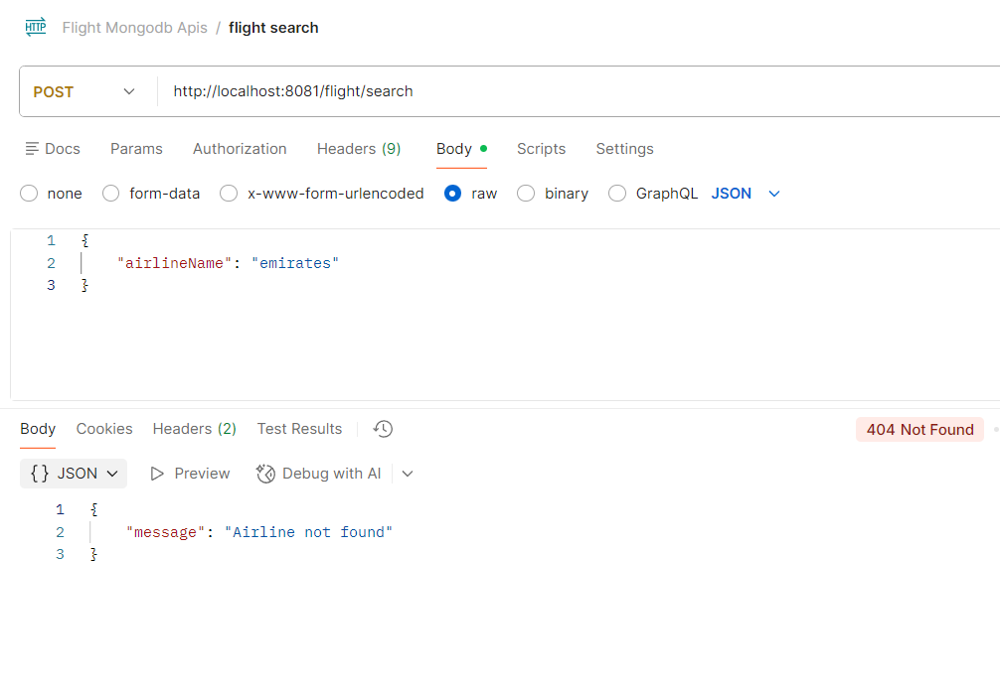 HTTP Flight Mongodb Apis / flight search
POST http://localhost:8081/flight/search
Docs Params Authorization Headers (9) Body Scripts Settings
none form-data x-www-form-urlencoded raw binary GraphQL JSON
1 {
2 "airlineName": "emirates"
3 }
Body Cookies Headers (2) Test Results 404 Not Found
{} JSON Preview Debug with AI
1 {
2 "message": "Airline not found"
3 }